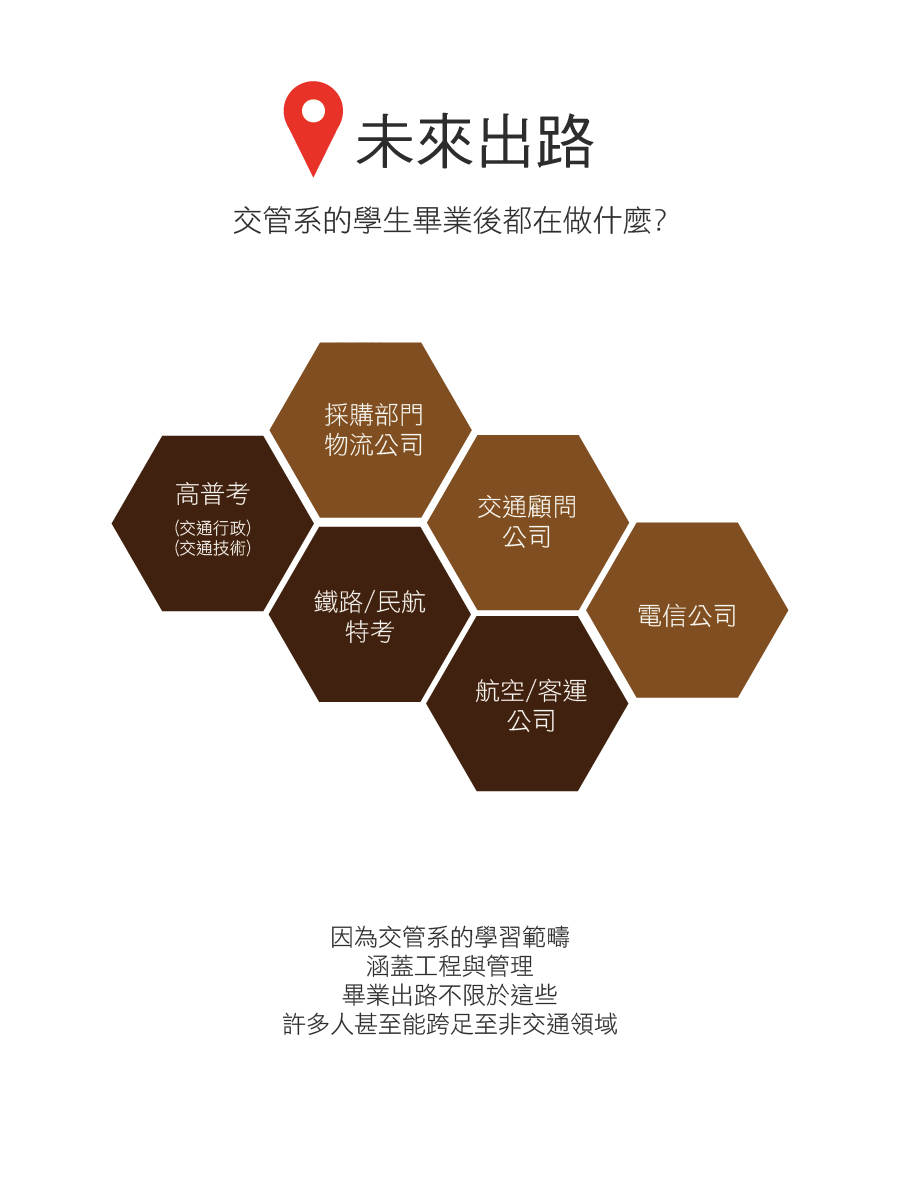 未來出路
交管系的學生畢業後都在做什麼?
採購部門
物流公司
高普考
(交通行政)
(交通技術)
交通顧問
公司
鐵路/民航
特考
電信公司
航空/客運
公司
因為交管系的學習範疇
涵蓋工程與管理
畢業出路不限於這些
許多人甚至能跨足至非交通領域